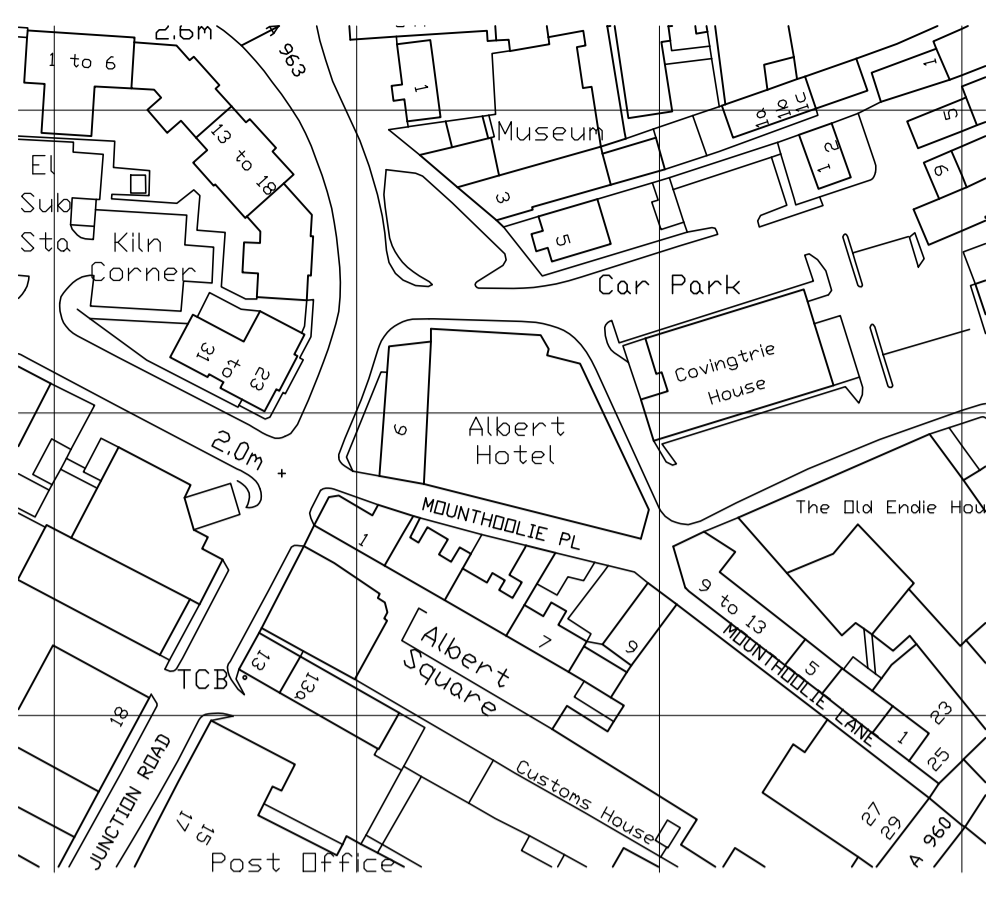 2.6m
A 963
1 to 6
1
Museum
1a
1b
1c
1
5
2
1
6
13 to 18
3
5
El
Sub
Sta
Kiln
Corner
Car Park
31
to
23
Covingtrie
House
9
Albert
Hotel
2.0m
+
MOUNTHOOLIE PL
The Old Endie Hou
1
7
9
9 to 13
MOUNTHOOLIE LANE
5
1
23
25
Albert
Square
TCB
13
13a
18
JUNCTION ROAD
17
15
Customs House
27
29
A 960
Post Office